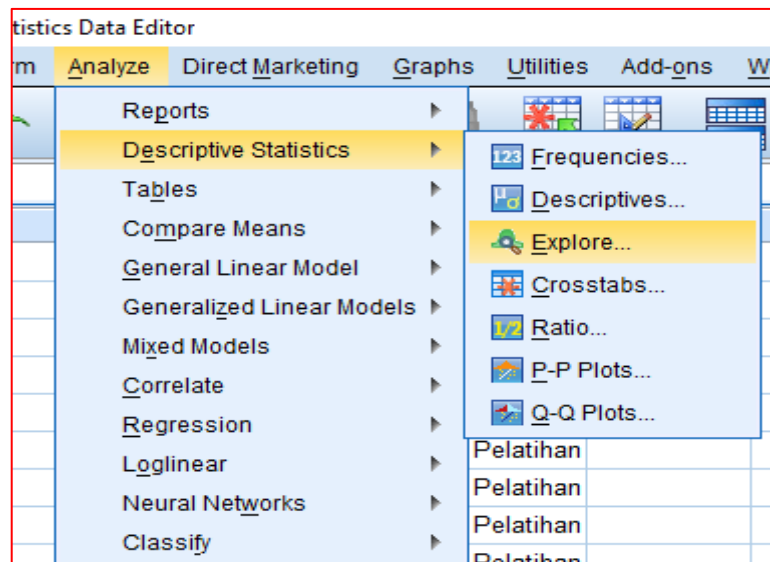 tistics Data Editor
rm Analyze Direct Marketing Graphs Utilities Add-ons W
Reports
Descriptive Statistics
Tables
Compare Means
General Linear Model
Generalized Linear Models
Mixed Models
Correlate
Regression
Loglinear
Neural Networks
Classify
123 Frequencies...
μσ Descriptives...
Explore...
Crosstabs...
1/2 Ratio...
P-P Plots...
Q-Q Plots...
Pelatihan
Pelatihan
Pelatihan
Pelatihan